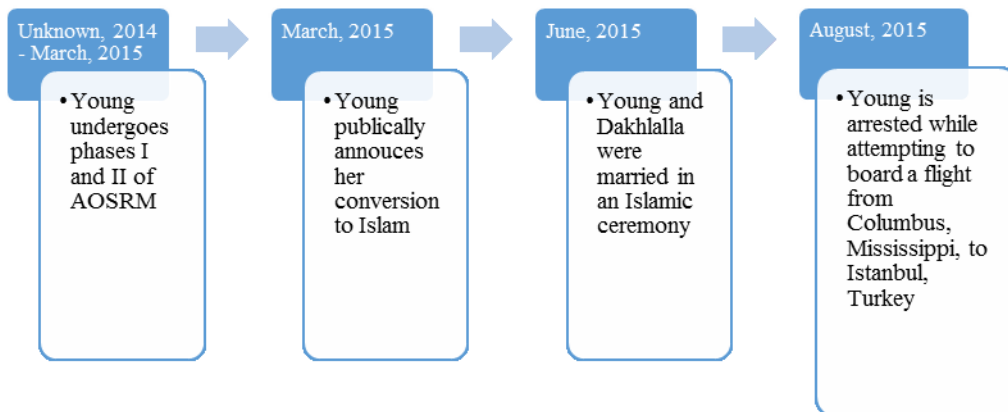 Unknown, 2014
- March, 2015
• Young
undergoes
phases I
and II of
AOSRM
March, 2015
• Young
publically
annouces
her
conversion
to Islam
June, 2015
• Young and
Dakhlalla
were
married in
an Islamic
ceremony
August, 2015
• Young is
arrested while
attempting to
board a flight
from
Columbus,
Mississippi, to
Istanbul,
Turkey